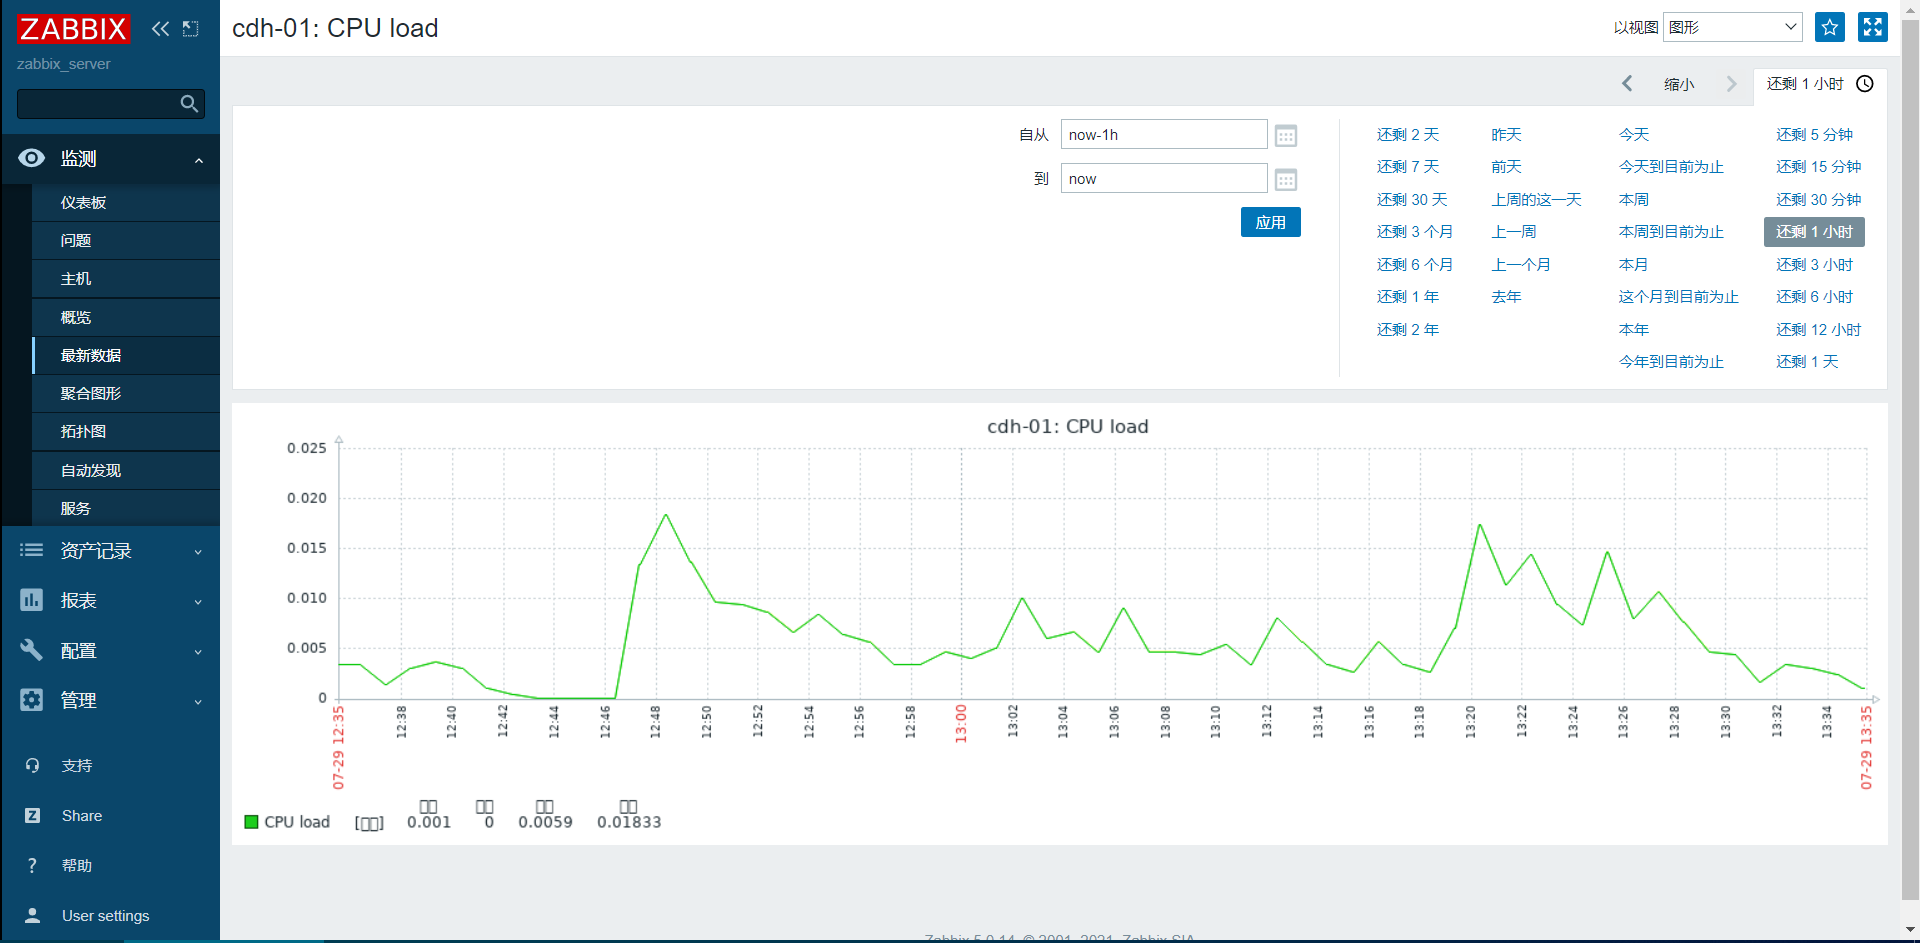 ZABBIX
zabbix_server
监测
仪表板
问题
主机
概览
最新数据
聚合图形
拓扑图
自动发现
服务
资产记录
报表
配置
管理
支持
Share
帮助
User settings
cdh-01: CPU load
以视图 图形
缩小
还剩 1 小时
自从 now-1h
到 now
应用
还剩 2 天 昨天 今天 还剩 5 分钟
还剩 7 天 前天 今天到目前为止 还剩 15 分钟
还剩 30 天 上周的这一天 本周 还剩 30 分钟
还剩 3 个月 上一周 本周到目前为止 还剩 1 小时
还剩 6 个月 上一个月 本月 还剩 3 小时
还剩 1 年 去年 这个月到目前为止 还剩 6 小时
还剩 2 年 本年 还剩 12 小时
今年到目前为止 还剩 1 天
cdh-01: CPU load
0.025
0.020
0.015
0.010
0.005
0
07-29 12:35 12:38 12:40 12:42 12:44 12:46 12:48 12:50 12:52 12:54 12:56 12:58 13:00 13:02 13:04 13:06 13:08 13:10 13:12 13:14 13:16 13:18 13:20 13:22 13:24 13:26 13:28 13:30 13:32 13:34 07-29 13:35
CPU load [□□] 0.001 0 0.0059 0.01833
Zabbix 5.0.14. © 2001–2021, Zabbix SIA